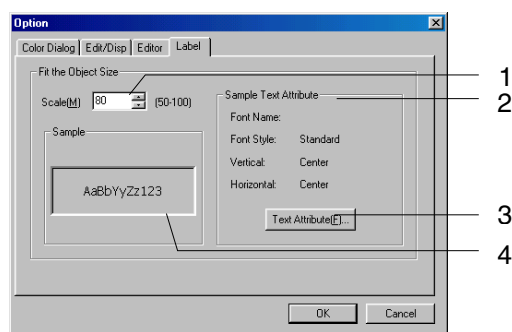 Option
Color Dialog Edit/Disp Editor Label
Fit the Object Size
Scale(M) 80 (50-100)
Sample
AaBbYyZz123
Sample Text Attribute
Font Name:
Font Style: Standard
Vertical: Center
Horizontal: Center
Text Attribute(F)...
OK Cancel
1
2
3
4